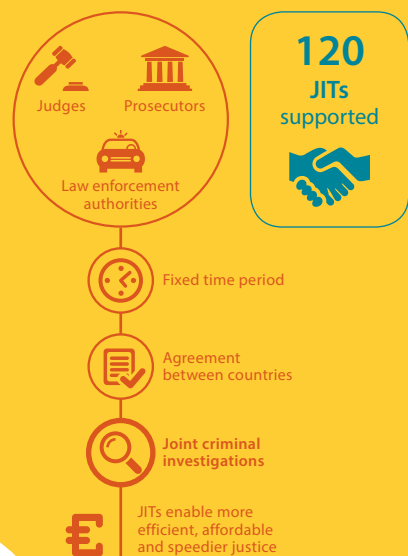 Judges
Prosecutors
Law enforcement
authorities
120
JITs
supported
Fixed time period
Agreement
between countries
Joint criminal
investigations
JITs enable more
efficient, affordable
and speedier justice